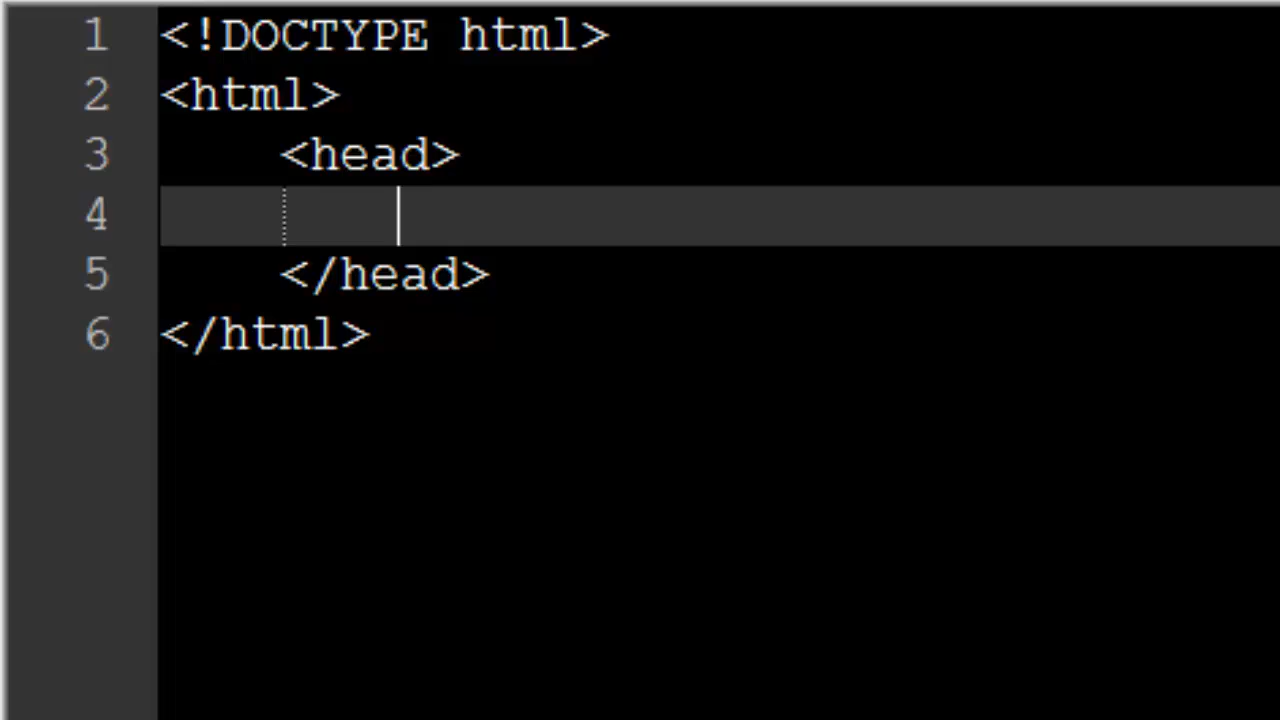 1 <!DOCTYPE html>
2 <html>
3     <head>
4
5     </head>
6 </html>